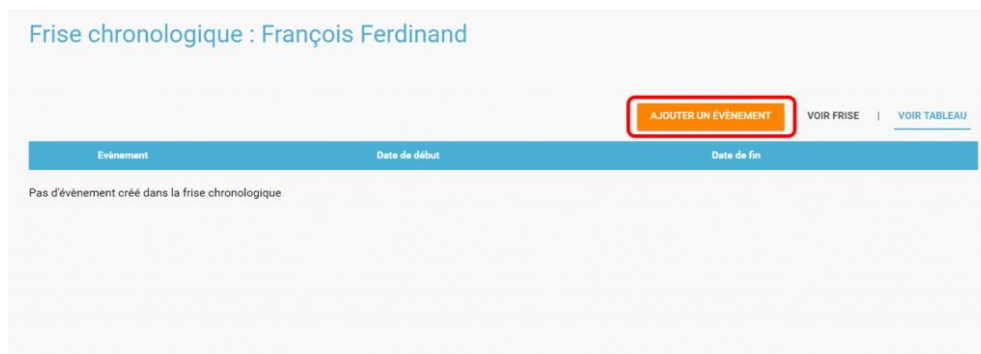 Frise chronologique : François Ferdinand
AJOUTER UN ÉVÈNEMENT VOIR FRISE | VOIR TABLEAU
Evènement Date de début Date de fin
Pas d'évènement créé dans la frise chronologique